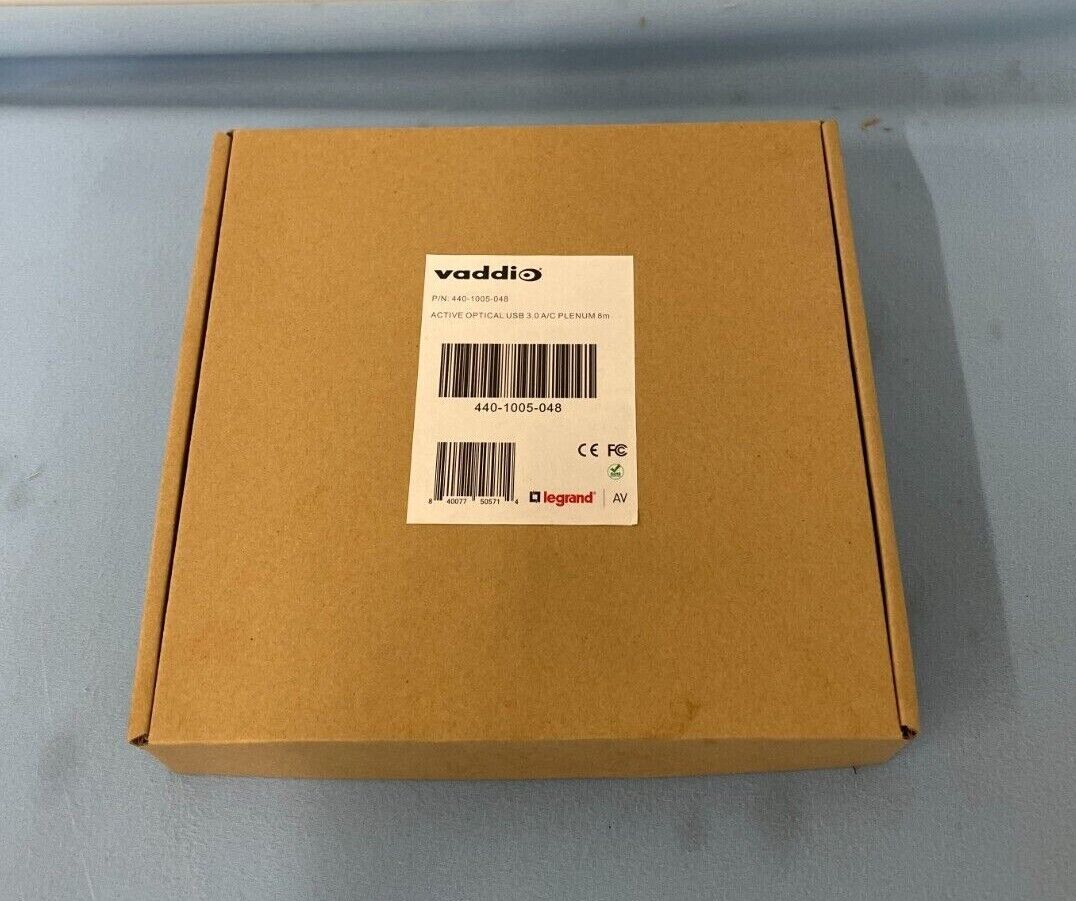 vaddio
P/N: 440-1005-048
ACTIVE OPTICAL USB 3.0 A/C PLENUM 8m
440-1005-048
CE FC
8 40077 50571 4
legrand | AV